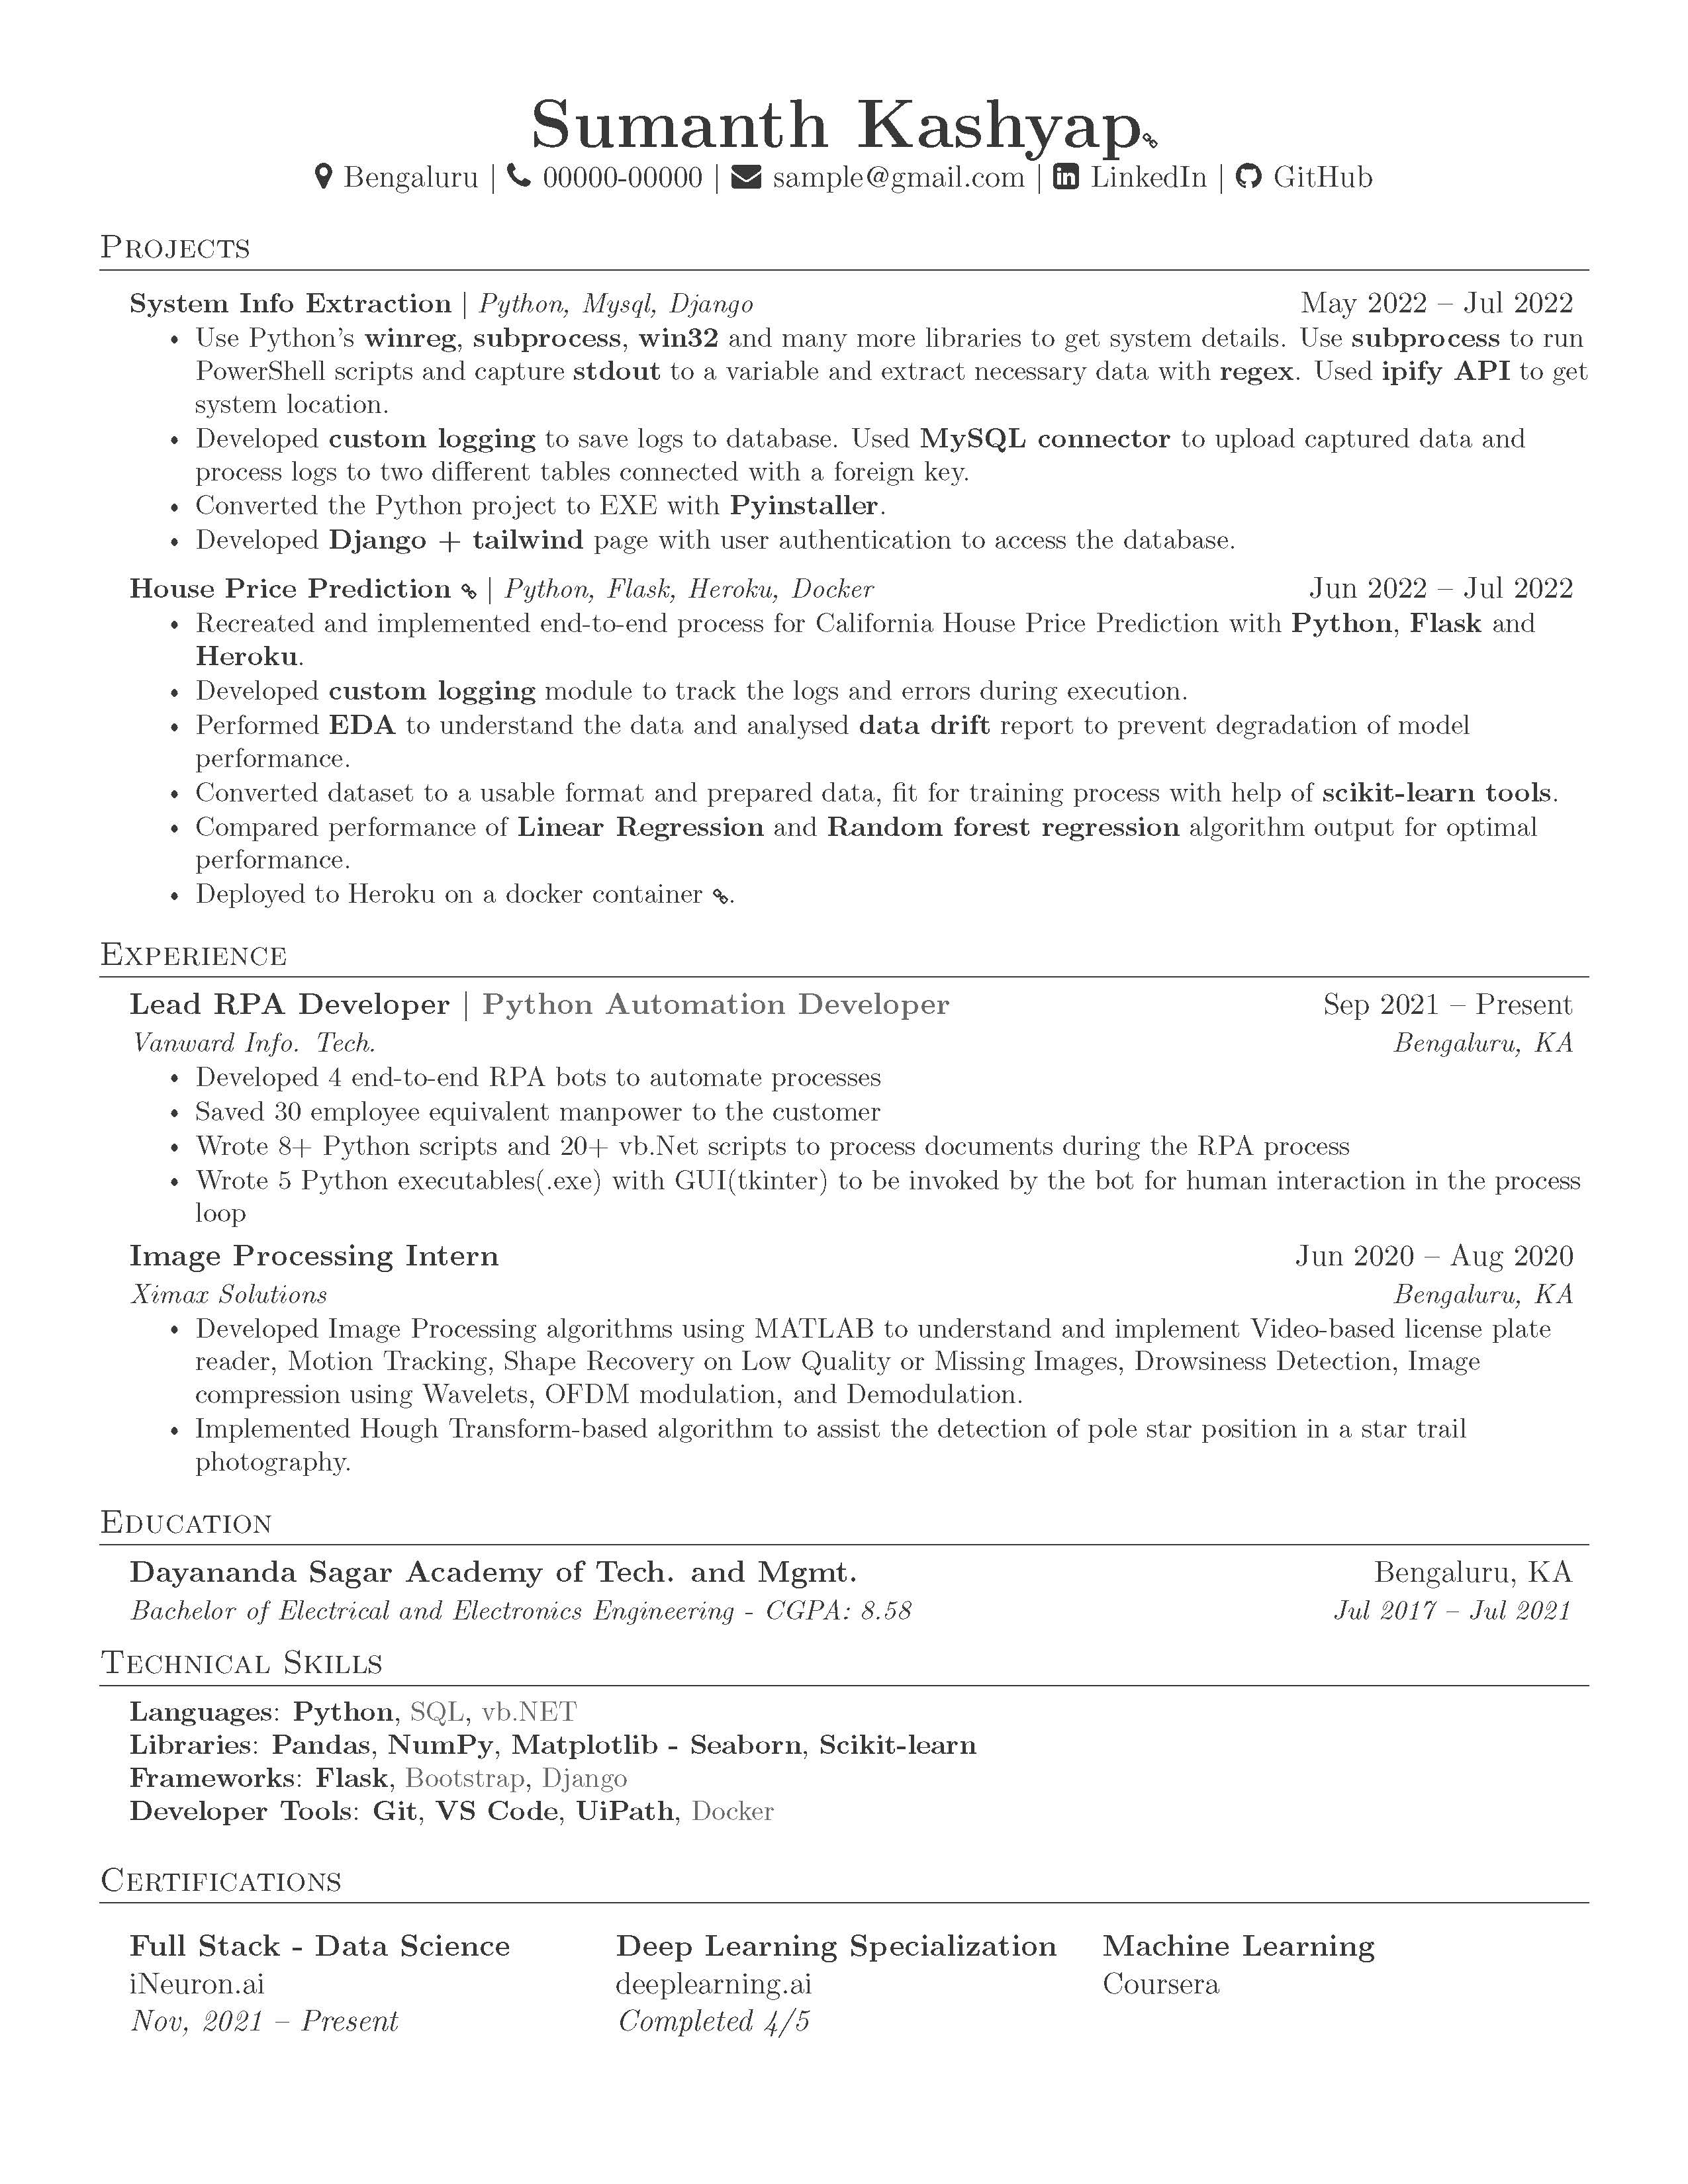 Sumanth Kashyap
Bengaluru | 00000-00000 | sample@gmail.com | LinkedIn | GitHub
Projects
System Info Extraction | Python, Mysql, Django May 2022 – Jul 2022
• Use Python's winreg, subprocess, win32 and many more libraries to get system details. Use subprocess to run
PowerShell scripts and capture stdout to a variable and extract necessary data with regex. Used ipify API to get
system location.
• Developed custom logging to save logs to database. Used MySQL connector to upload captured data and
process logs to two different tables connected with a foreign key.
• Converted the Python project to EXE with Pyinstaller.
• Developed Django + tailwind page with user authentication to access the database.
House Price Prediction | Python, Flask, Heroku, Docker Jun 2022 – Jul 2022
• Recreated and implemented end-to-end process for California House Price Prediction with Python, Flask and
Heroku.
• Developed custom logging module to track the logs and errors during execution.
• Performed EDA to understand the data and analysed data drift report to prevent degradation of model
performance.
• Converted dataset to a usable format and prepared data, fit for training process with help of scikit-learn tools.
• Compared performance of Linear Regression and Random forest regression algorithm output for optimal
performance.
• Deployed to Heroku on a docker container .
Experience
Lead RPA Developer | Python Automation Developer Sep 2021 – Present
Vanward Info. Tech. Bengaluru, KA
• Developed 4 end-to-end RPA bots to automate processes
• Saved 30 employee equivalent manpower to the customer
• Wrote 8+ Python scripts and 20+ vb.Net scripts to process documents during the RPA process
• Wrote 5 Python executables(.exe) with GUI(tkinter) to be invoked by the bot for human interaction in the process
loop
Image Processing Intern Jun 2020 – Aug 2020
Ximax Solutions Bengaluru, KA
• Developed Image Processing algorithms using MATLAB to understand and implement Video-based license plate
reader, Motion Tracking, Shape Recovery on Low Quality or Missing Images, Drowsiness Detection, Image
compression using Wavelets, OFDM modulation, and Demodulation.
• Implemented Hough Transform-based algorithm to assist the detection of pole star position in a star trail
photography.
Education
Dayananda Sagar Academy of Tech. and Mgmt. Bengaluru, KA
Bachelor of Electrical and Electronics Engineering - CGPA: 8.58 Jul 2017 – Jul 2021
Technical Skills
Languages: Python, SQL, vb.NET
Libraries: Pandas, NumPy, Matplotlib - Seaborn, Scikit-learn
Frameworks: Flask, Bootstrap, Django
Developer Tools: Git, VS Code, UiPath, Docker
Certifications
Full Stack - Data Science Deep Learning Specialization Machine Learning
iNeuron.ai deeplearning.ai Coursera
Nov, 2021 – Present Completed 4/5